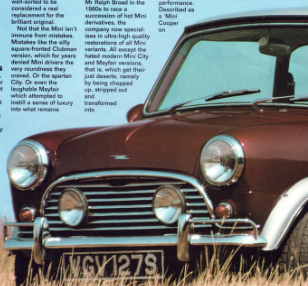 well-sorted to be
considered a real
replacement for the
brilliant original.
Not that the Mini isn't
immune from mistakes.
Mistakes like the silly
square-fronted Clubman
version, which for years
denied Mini drivers the
very roundness they
craved. Or the spartan
City. Or even the
laughable Mayfair
which attempted to
instill a sense of luxury
into what remains
Mr Ralph Broad in the
1960s to race a
succession of hot Mini
derivatives, the
company now special-
ises in ultra-high quality
restorations of all Mini
variants. All except the
hated modern Mini City
and Mayfair versions,
that is, which get their
just deserts, namely
by being chopped
up, stripped out
and
transformed
into
performance.
Described as
a 'Mini
Cooper
on
WGV 127S